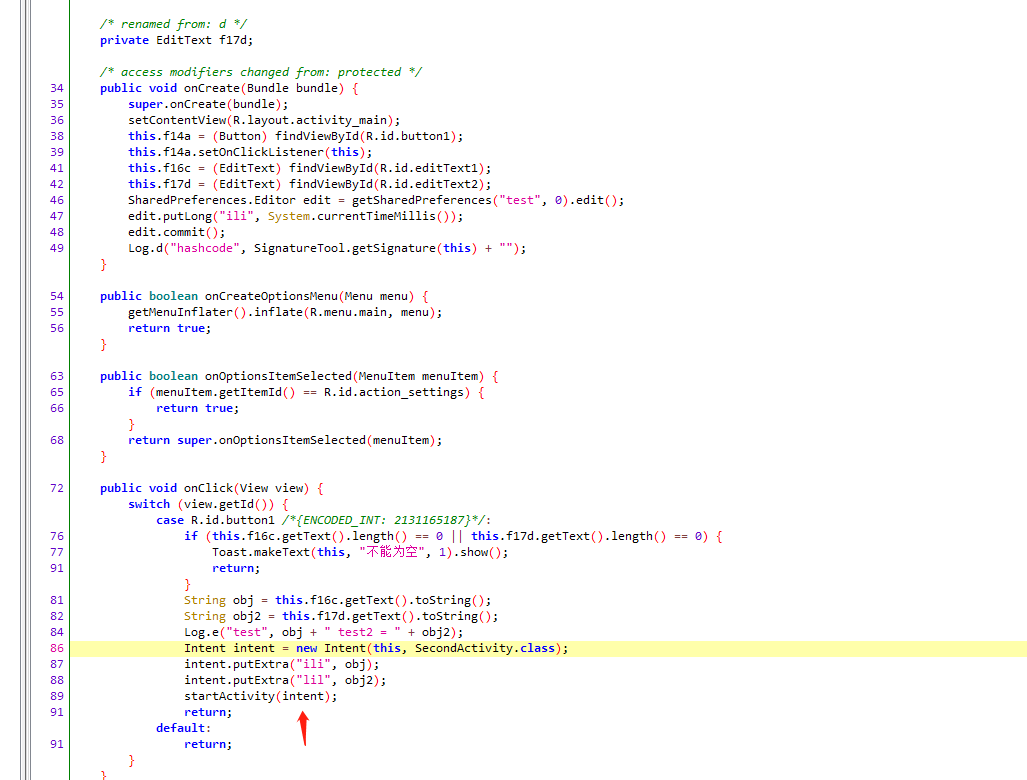 /* renamed from: d */
private EditText f17d;
/* access modifiers changed from: protected */
34 public void onCreate(Bundle bundle) {
35 super.onCreate(bundle);
36 setContentView(R.layout.activity_main);
38 this.f14a = (Button) findViewById(R.id.button1);
39 this.f14a.setOnClickListener(this);
41 this.f16c = (EditText) findViewById(R.id.editText1);
42 this.f17d = (EditText) findViewById(R.id.editText2);
46 SharedPreferences.Editor edit = getSharedPreferences("test", 0).edit();
47 edit.putLong("ili", System.currentTimeMillis());
48 edit.commit();
49 Log.d("hashcode", SignatureTool.getSignature(this) + "");
}
54 public boolean onCreateOptionsMenu(Menu menu) {
55 getMenuInflater().inflate(R.menu.main, menu);
56 return true;
}
63 public boolean onOptionsItemSelected(MenuItem menuItem) {
65 if (menuItem.getItemId() == R.id.action_settings) {
66 return true;
}
68 return super.onOptionsItemSelected(menuItem);
}
72 public void onClick(View view) {
switch (view.getId()) {
case R.id.button1 /*{ENCODED_INT: 2131165187}*/:
76 if (this.f16c.getText().length() == 0 || this.f17d.getText().length() == 0) {
77 Toast.makeText(this, "不能为空", 1).show();
91 return;
}
81 String obj = this.f16c.getText().toString();
82 String obj2 = this.f17d.getText().toString();
84 Log.e("test", obj + " test2 = " + obj2);
86 Intent intent = new Intent(this, SecondActivity.class);
87 intent.putExtra("ili", obj);
88 intent.putExtra("lil", obj2);
89 startActivity(intent);
91 return;
default:
91 return;
}
}